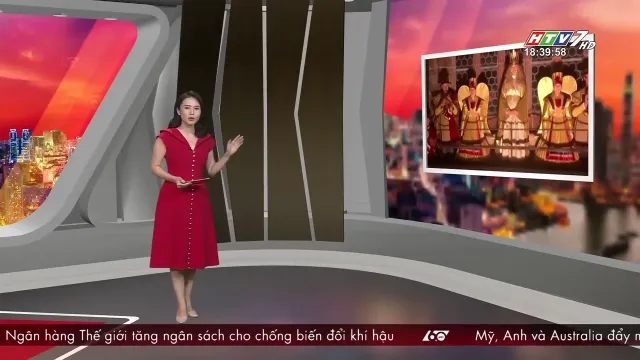 HTV7 HD
18:39:58
Ngân hàng Thế giới tăng ngân sách cho chống biến đổi khí hậu 60 Mỹ, Anh và Australia đẩy